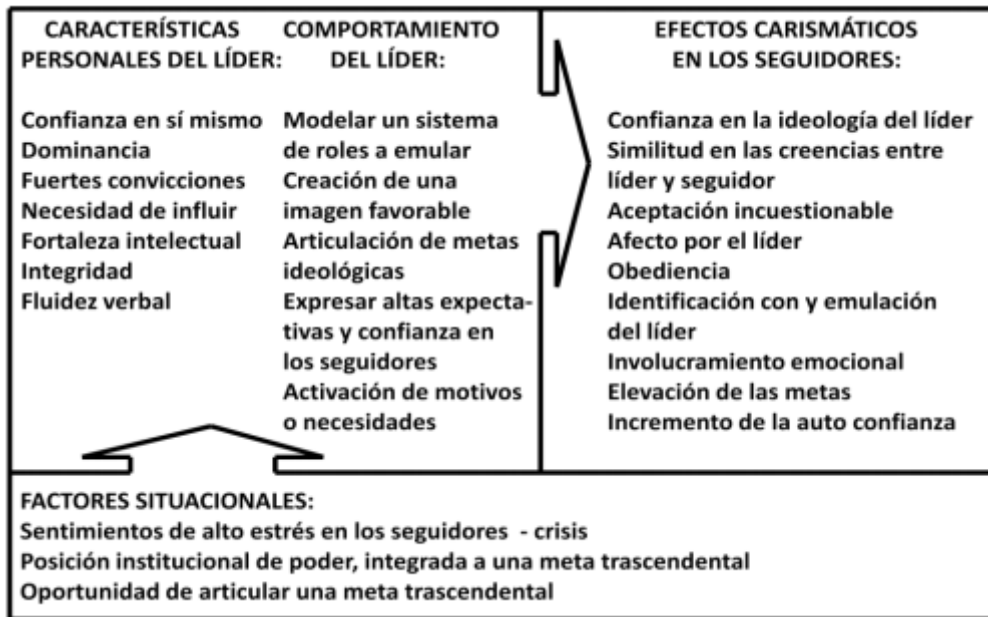 CARACTERÍSTICAS
PERSONALES DEL LÍDER:
Confianza en sí mismo
Dominancia
Fuertes convicciones
Necesidad de influir
Fortaleza intelectual
Integridad
Fluidez verbal
COMPORTAMIENTO
DEL LÍDER:
Modelar un sistema
de roles a emular
Creación de una
imagen favorable
Articulación de metas
ideológicas
Expresar altas expecta-
tivas y confianza en
los seguidores
Activación de motivos
o necesidades
EFECTOS CARISMÁTICOS
EN LOS SEGUIDORES:
Confianza en la ideología del líder
Similitud en las creencias entre
líder y seguidor
Aceptación incuestionable
Afecto por el líder
Obediencia
Identificación con y emulación
del líder
Involucramiento emocional
Elevación de las metas
Incremento de la auto confianza
FACTORES SITUACIONALES:
Sentimientos de alto estrés en los seguidores - crisis
Posición institucional de poder, integrada a una meta trascendental
Oportunidad de articular una meta trascendental